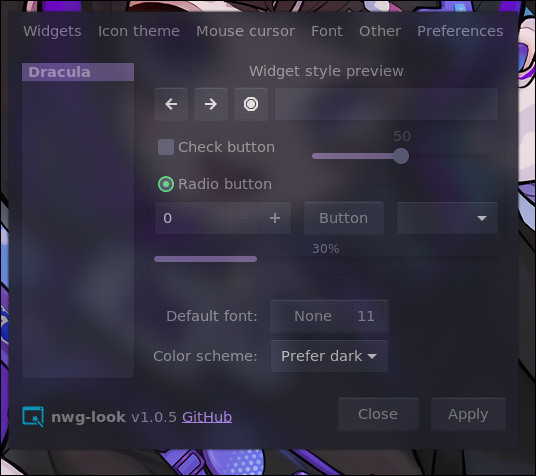 Widgets Icon theme Mouse cursor Font Other Preferences
Dracula
Widget style preview
Check button
50
Radio button
0 − + Button
30%
Default font: None 11
Color scheme: Prefer dark
nwg-look v1.0.5 GitHub
Close Apply